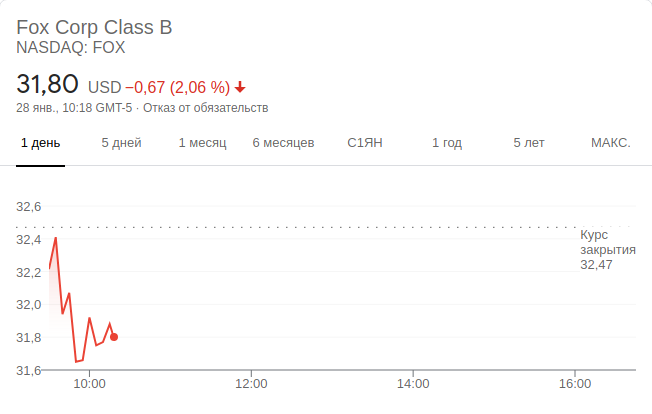 Fox Corp Class B
NASDAQ: FOX
31,80 USD −0,67 (2,06 %)
28 янв., 10:18 GMT-5 · Отказ от обязательств
1 день 5 дней 1 месяц 6 месяцев С1ЯН 1 год 5 лет МАКС.
32,6
32,4
32,2
32,0
31,8
31,6
Курс
закрытия
32,47
10:00 12:00 14:00 16:00